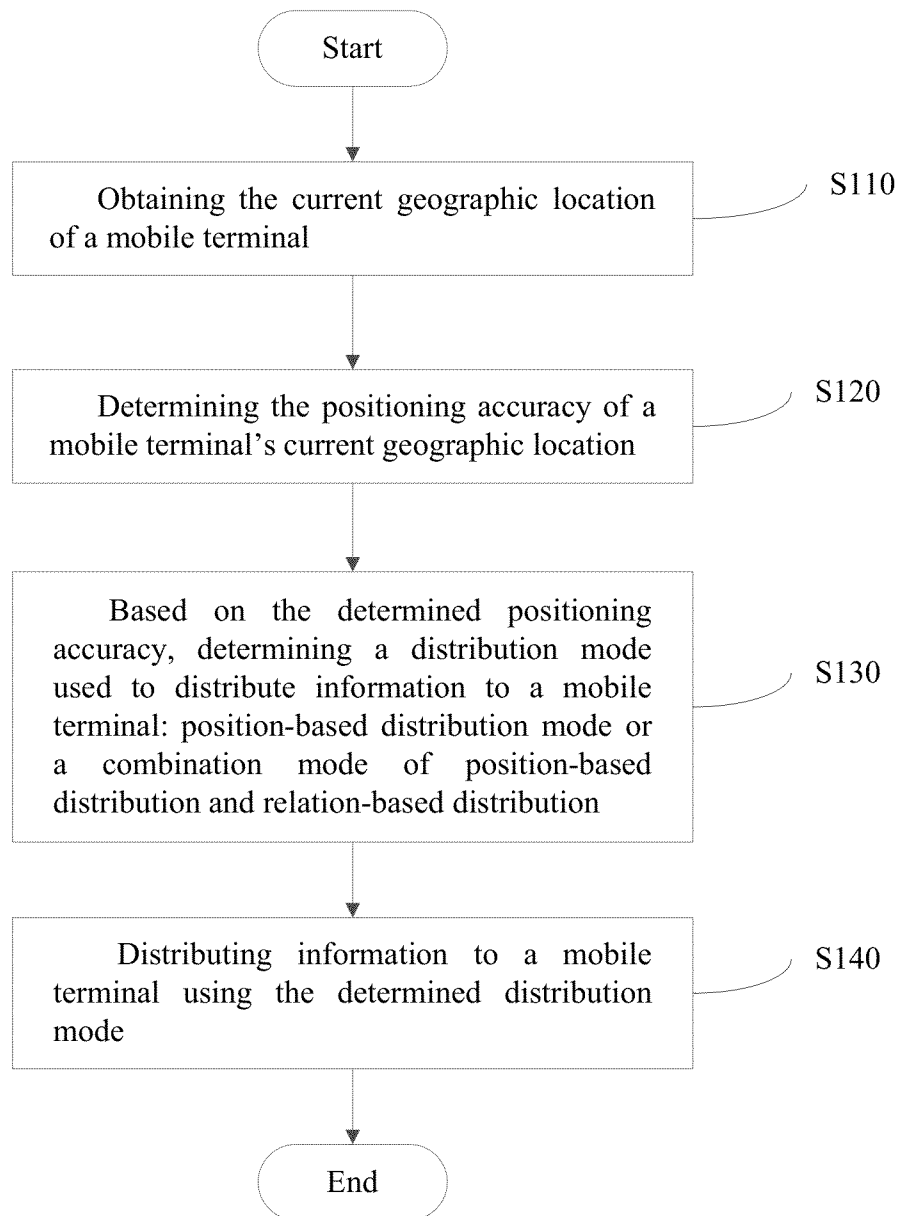 Start
Obtaining the current geographic location
of a mobile terminal
S110
Determining the positioning accuracy of a
mobile terminal’s current geographic location
S120
Based on the determined positioning
accuracy, determining a distribution mode
used to distribute information to a mobile
terminal: position-based distribution mode or
a combination mode of position-based
distribution and relation-based distribution
S130
Distributing information to a mobile
terminal using the determined distribution
mode
S140
End